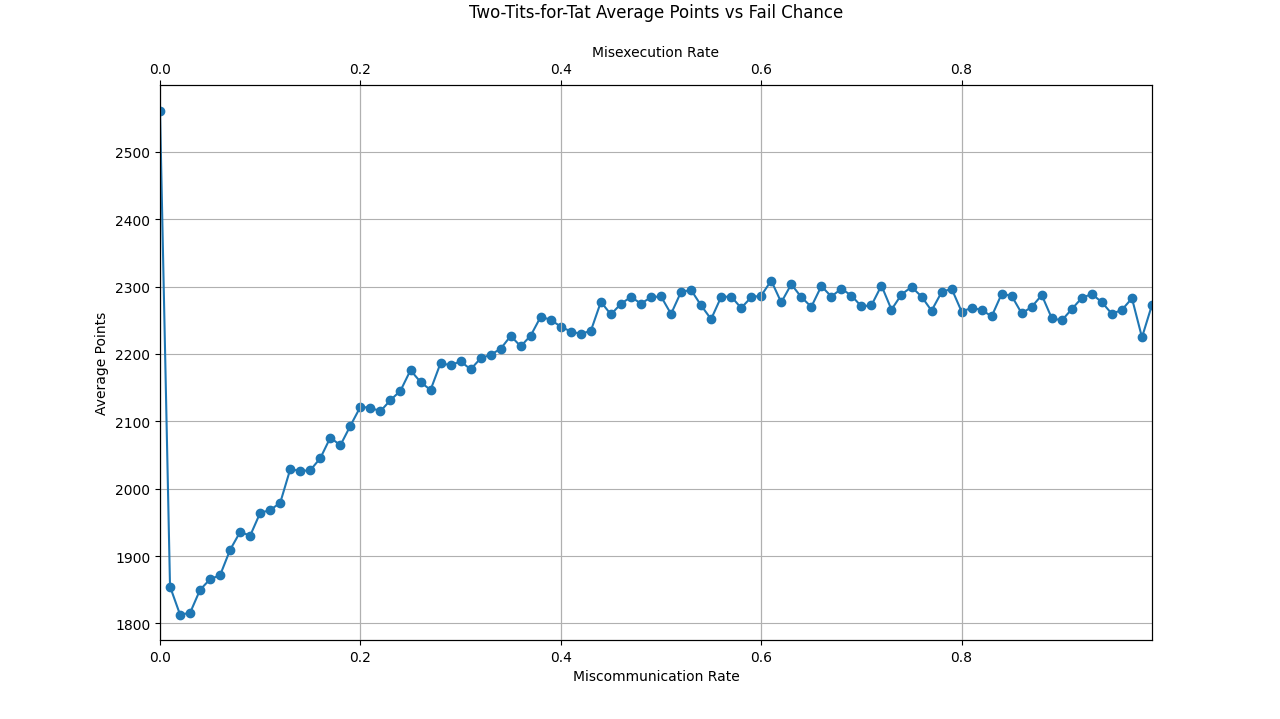 Two-Tits-for-Tat Average Points vs Fail Chance
Misexecution Rate
0.0 0.2 0.4 0.6 0.8
2500
2400
2300
2200
2100
2000
1900
1800
Average Points
0.0 0.2 0.4 0.6 0.8
Miscommunication Rate